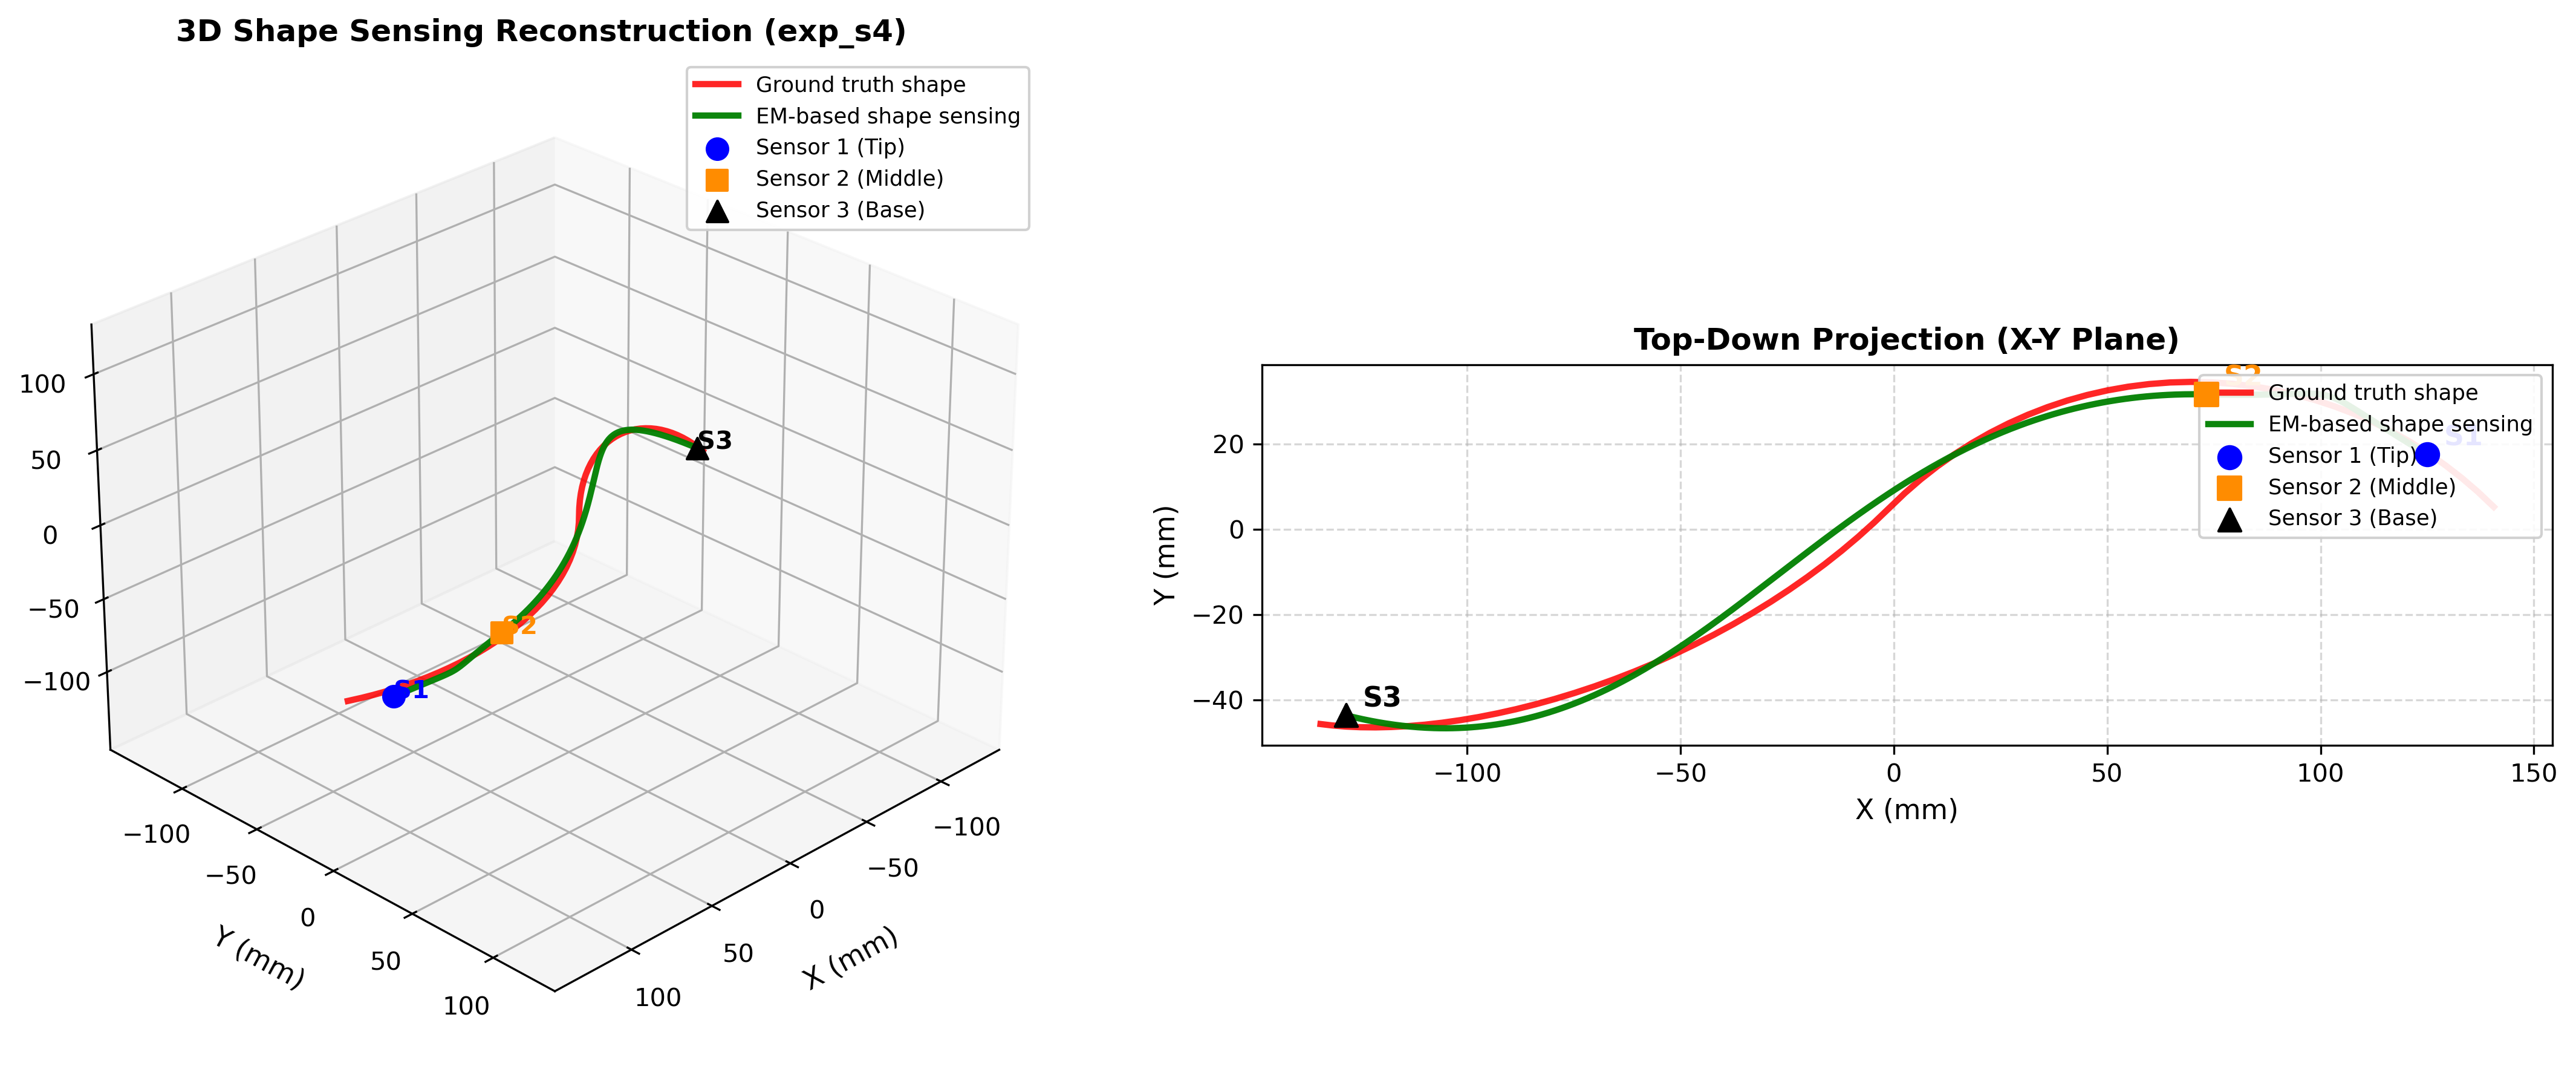 3D Shape Sensing Reconstruction (exp_s4)
Ground truth shape
EM-based shape sensing
Sensor 1 (Tip)
Sensor 2 (Middle)
Sensor 3 (Base)
100
50
0
−50
−100
S3
S2
S1
−100
−50
0
50
100
Y (mm)
−100
−50
0
50
100
X (mm)
Top-Down Projection (X-Y Plane)
S2
Ground truth shape
EM-based shape sensing
S1
Sensor 1 (Tip)
Sensor 2 (Middle)
Sensor 3 (Base)
20
0
−20
−40
Y (mm)
S3
−100
−50
0
50
100
150
X (mm)